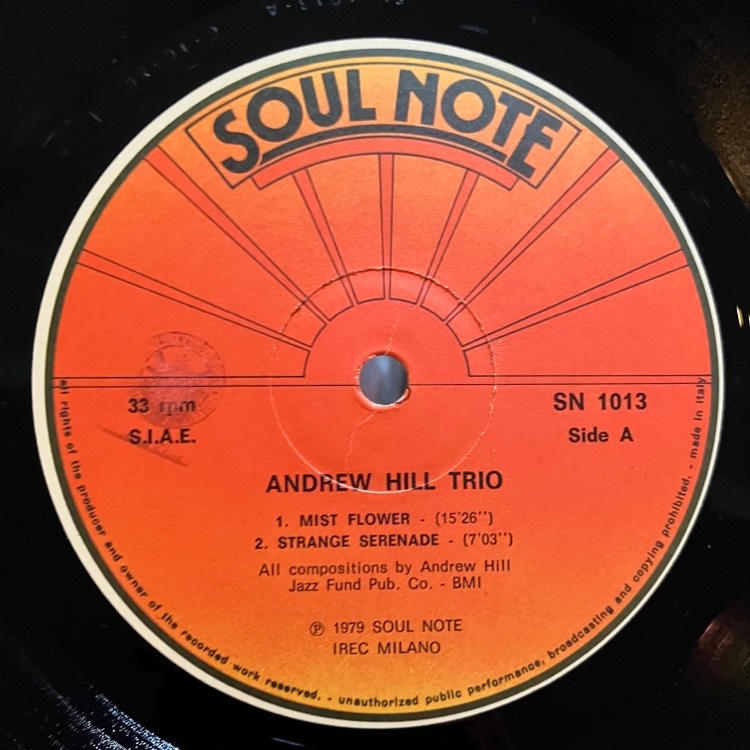 SOUL NOTE
33 rpm
S.I.A.E.
SN 1013
Side A
ANDREW HILL TRIO
1. MIST FLOWER - (15'26")
2. STRANGE SERENADE - (7'03")
All compositions by Andrew Hill
Jazz Fund Pub. Co. - BMI
℗ 1979 SOUL NOTE
IREC MILANO
all rights of the producer and owner of the recorded work reserved. - unauthorized public performance, broadcasting and copying prohibited. - made in italy